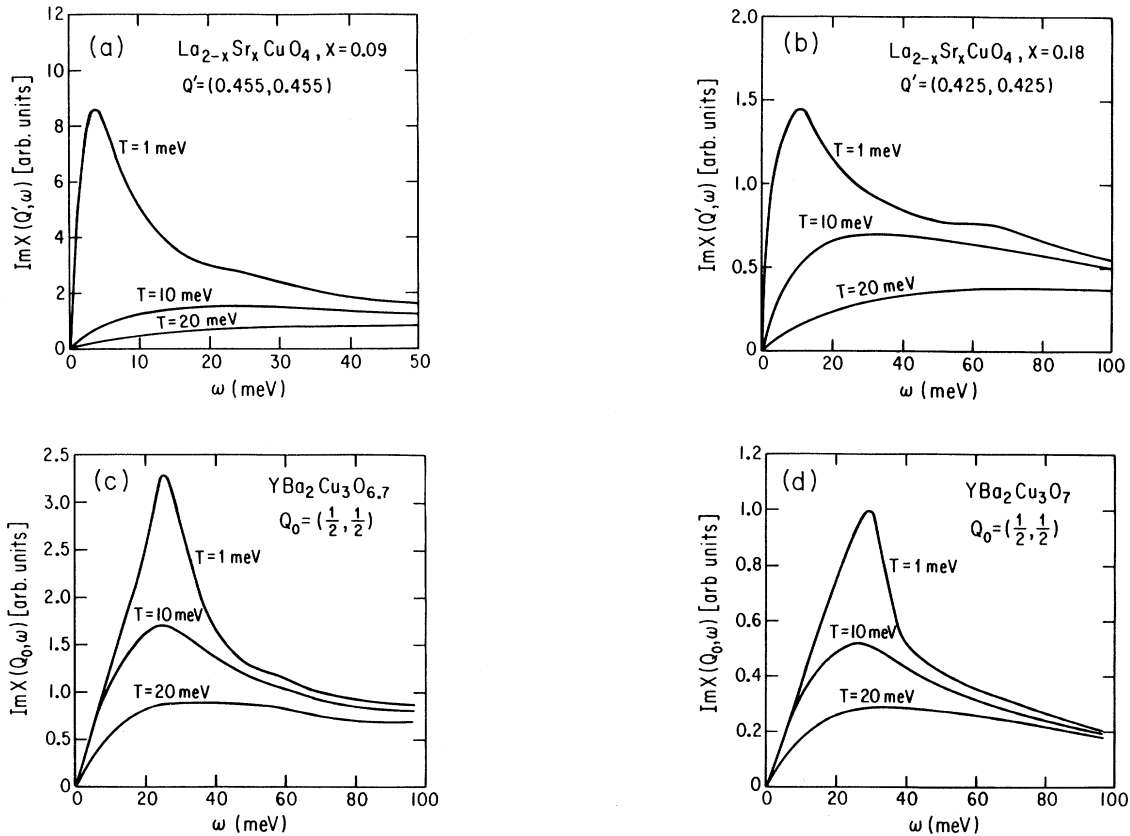 (a)
La2-xSrxCuO4, X=0.09
Q'=(0.455,0.455)
T=1 meV
T=10 meV
T=20 meV
12
10
8
6
4
2
0
0 10 20 30 40 50
ImX(Q',ω) [arb. units]
ω (meV)
(b)
La2-xSrxCuO4, X=0.18
Q'=(0.425,0.425)
T=1 meV
T=10 meV
T=20 meV
2.0
1.5
1.0
0.5
0
0 20 40 60 80 100
ImX(Q',ω) [arb. units]
ω (meV)
(c)
YBa2Cu3O6.7
Q0=(1/2,1/2)
T=1 meV
T=10 meV
T=20 meV
2.5
3.0
2.5
2.0
1.5
1.0
0.5
0
0 20 40 60 80 100
ImX(Q0,ω) [arb. units]
ω (meV)
(d)
YBa2Cu3O7
Q0=(1/2,1/2)
T=1 meV
T=10 meV
T=20 meV
1.2
1.0
0.8
0.6
0.4
0.2
0
0 20 40 60 80 100
ImX(Q0,ω) [arb units]
ω (meV)